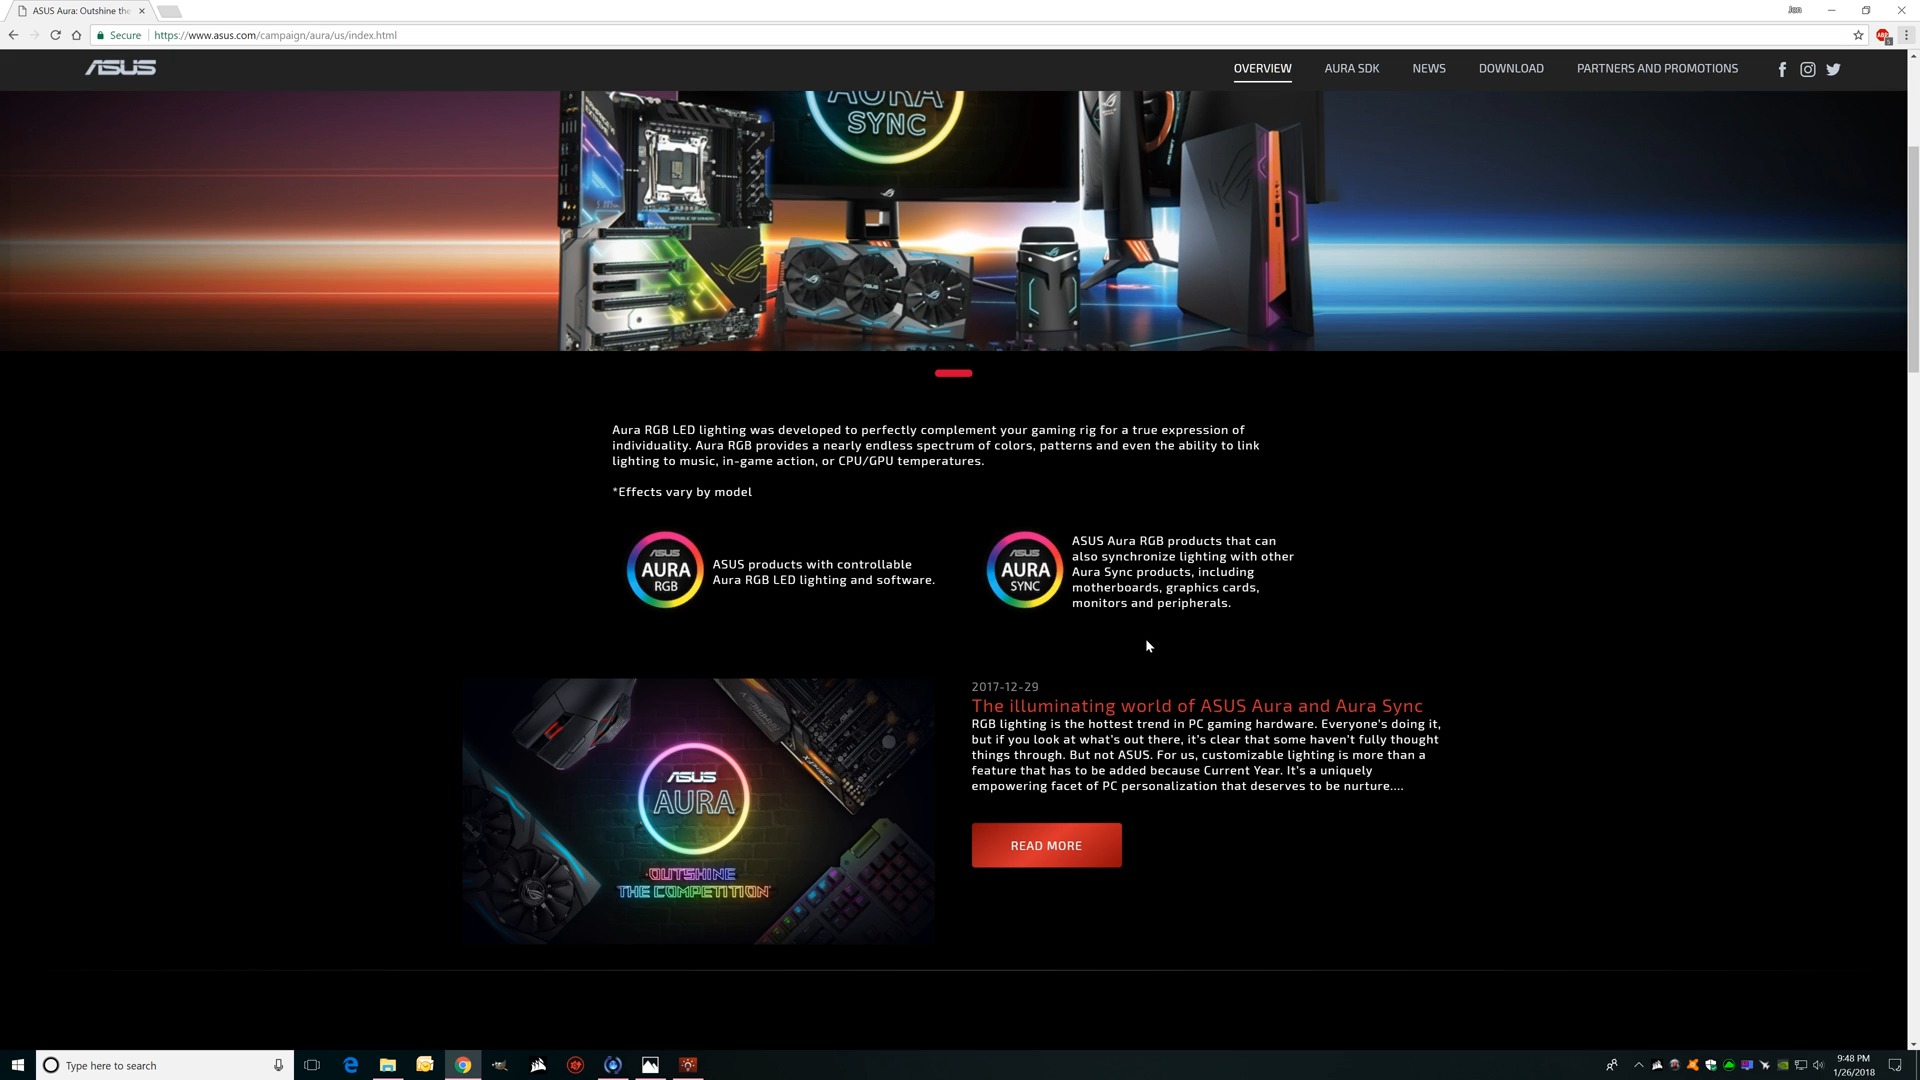 ASUS Aura: Outshine the
Jon
Secure
https://www.asus.com/campaign/aura/us/index.html
ABP
ASUS
OVERVIEW
AURA SDK
NEWS
DOWNLOAD
PARTNERS AND PROMOTIONS
AURA
SYNC
Aura RGB LED lighting was developed to perfectly complement your gaming rig for a true expression of
individuality. Aura RGB provides a nearly endless spectrum of colors, patterns and even the ability to link
lighting to music, in-game action, or CPU/GPU temperatures.
*Effects vary by model
ASUS
AURA
RGB
ASUS products with controllable
Aura RGB LED lighting and software.
ASUS
AURA
SYNC
ASUS Aura RGB products that can
also synchronize lighting with other
Aura Sync products, including
motherboards, graphics cards,
monitors and peripherals.
ASUS
AURA
OUTSHINE
THE COMPETITION
2017-12-29
The illuminating world of ASUS Aura and Aura Sync
RGB lighting is the hottest trend in PC gaming hardware. Everyone's doing it,
but if you look at what's out there, it's clear that some haven't fully thought
things through. But not ASUS. For us, customizable lighting is more than a
feature that has to be added because Current Year. It's a uniquely
empowering facet of PC personalization that deserves to be nurture....
READ MORE
Type here to search
9:48 PM
1/26/2018